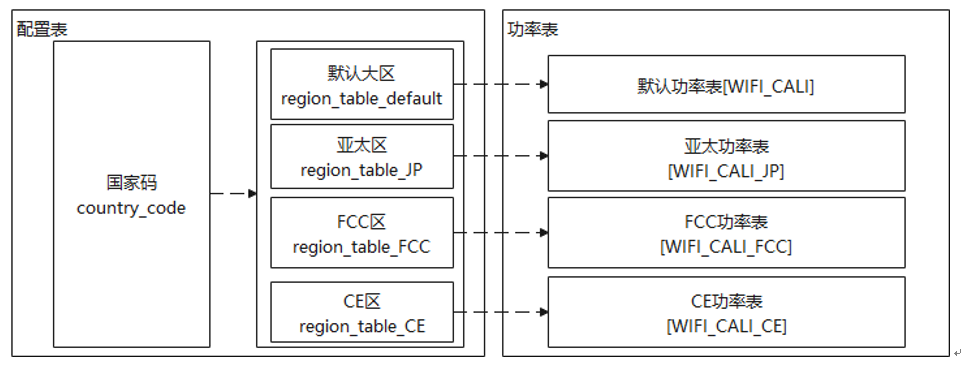 配置表
国家码
country_code
默认大区
region_table_default
亚太区
region_table_JP
FCC区
region_table_FCC
CE区
region_table_CE
功率表
默认功率表[WIFI_CALI]
亚太功率表
[WIFI_CALI_JP]
FCC功率表
[WIFI_CALI_FCC]
CE功率表
[WIFI_CALI_CE]